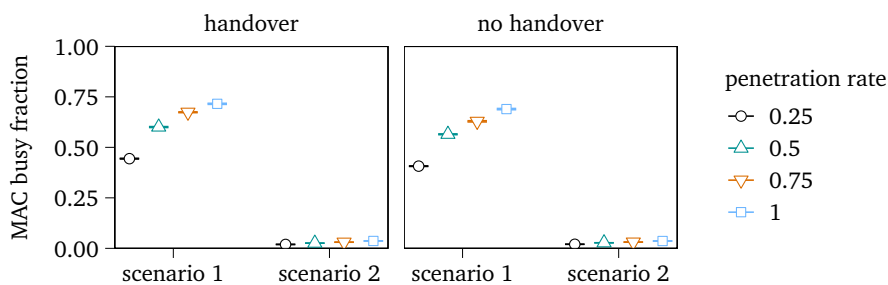 handover
no handover
MAC busy fraction
1.00
0.75
0.50
0.25
0.00
scenario 1
scenario 2
scenario 1
scenario 2
penetration rate
0.25
0.5
0.75
1